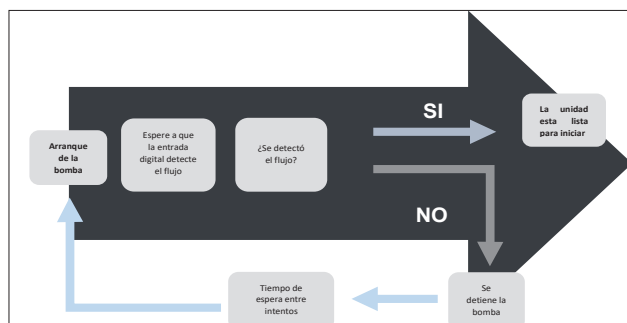 Arranque
de la
bomba
Espere a que
la entrada
digital detecte
el flujo
¿Se detectó
el flujo?
SI
La unidad
esta lista
para iniciar
NO
Se
detiene la
bomba
Tiempo de
espera entre
intentos